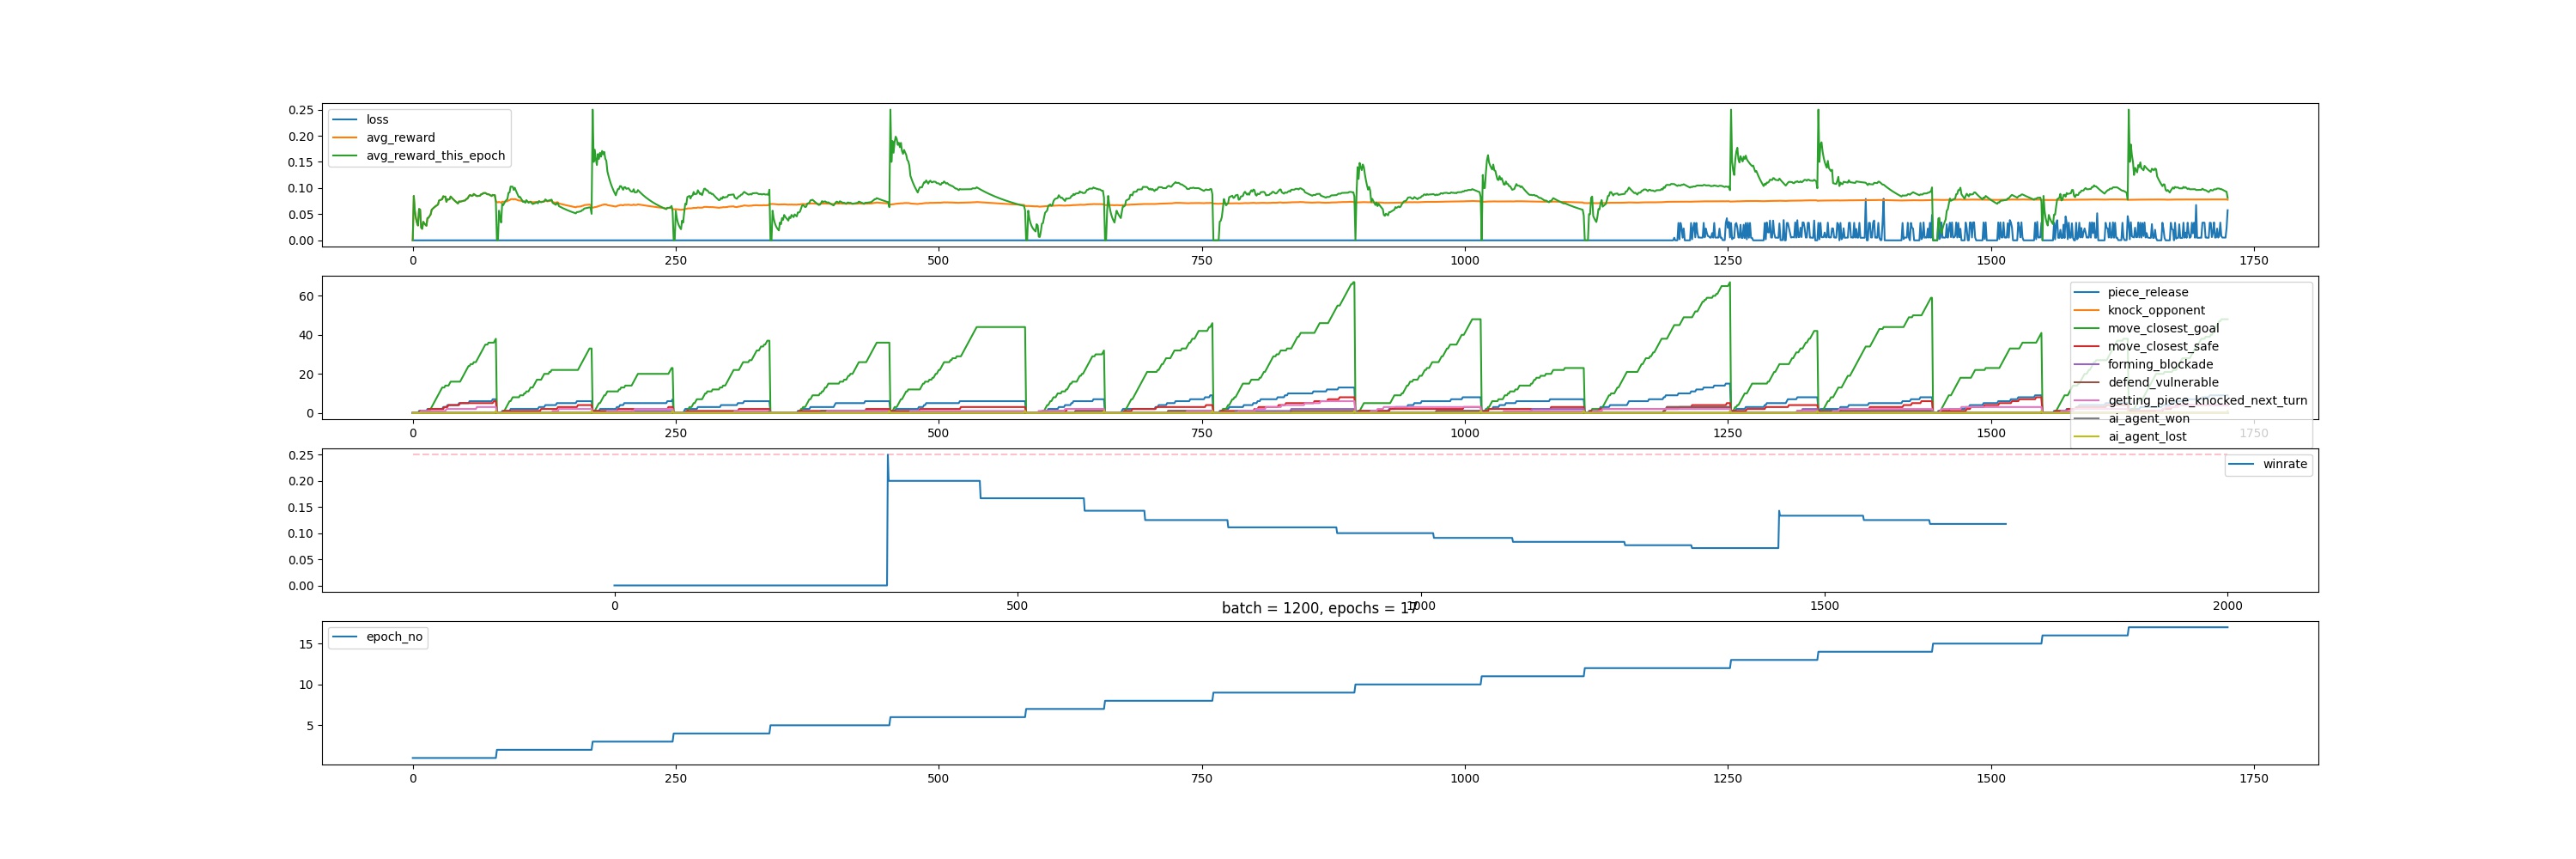 0.25
0.20
0.15
0.10
0.05
0.00
loss
avg_reward
avg_reward_this_epoch
0 250 500 750 1000 1250 1500 1750
60
40
20
0
piece_release
knock_opponent
move_closest_goal
move_closest_safe
forming_blockade
defend_vulnerable
getting_piece_knocked_next_turn
ai_agent_won
ai_agent_lost
0 250 500 750 1000 1250 1500 1750
0.25
0.20
0.15
0.10
0.05
0.00
winrate
0 500 1000 1500 2000
batch = 1200, epochs = 17
15
10
5
epoch_no
0 250 500 750 1000 1250 1500 1750